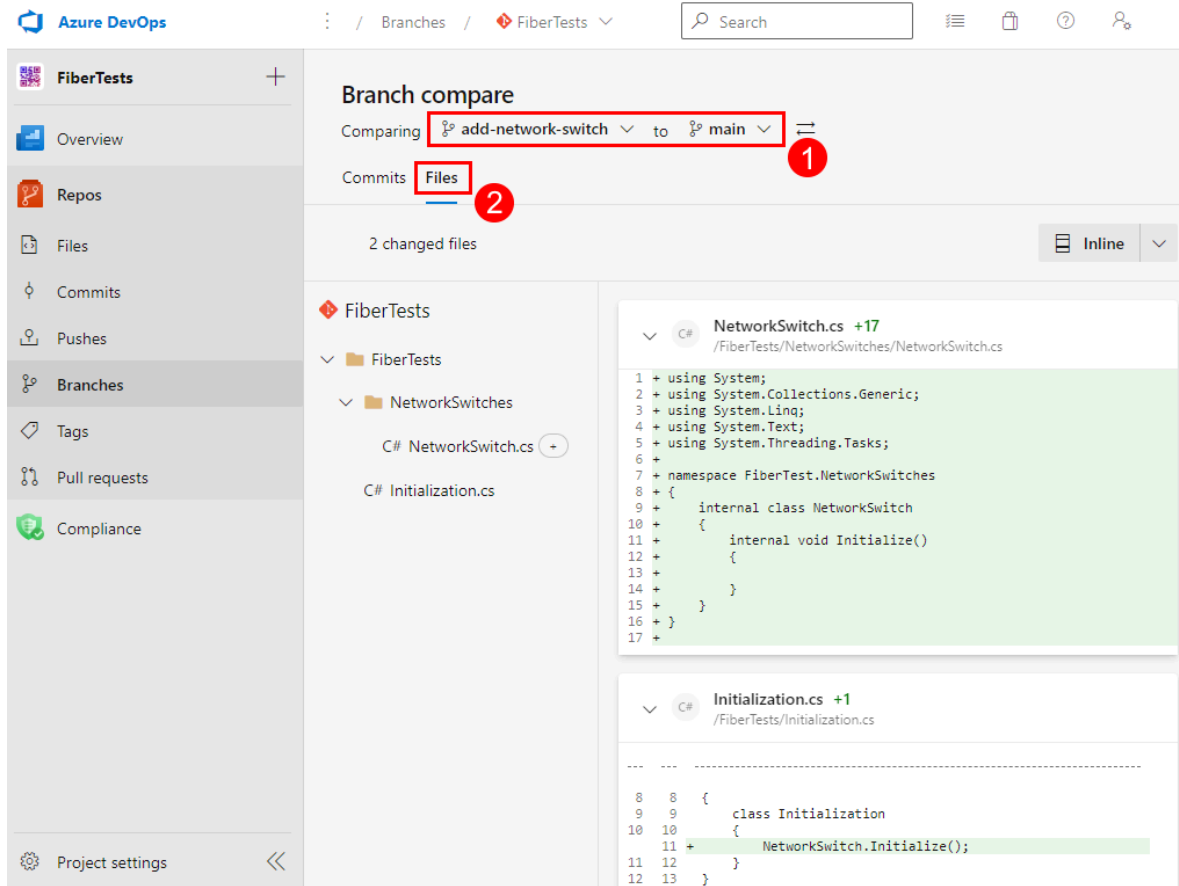 Azure DevOps
/ Branches / FiberTests
Search
FiberTests
Overview
Repos
Files
Commits
Pushes
Branches
Tags
Pull requests
Compliance
Project settings
Branch compare
Comparing add-network-switch to main
1
Commits Files
2
2 changed files
Inline
FiberTests
FiberTests
NetworkSwitches
C# NetworkSwitch.cs +
C# Initialization.cs
C# NetworkSwitch.cs +17
/FiberTests/NetworkSwitches/NetworkSwitch.cs
1 + using System;
2 + using System.Collections.Generic;
3 + using System.Linq;
4 + using System.Text;
5 + using System.Threading.Tasks;
6 +
7 + namespace FiberTest.NetworkSwitches
8 + {
9 +     internal class NetworkSwitch
10 +     {
11 +         internal void Initialize()
12 +         {
13 +
14 +         }
15 +     }
16 + }
17 +
C# Initialization.cs +1
/FiberTests/Initialization.cs
8 8 {
9 9     class Initialization
10 10     {
11 +         NetworkSwitch.Initialize();
11 12     }
12 13 }